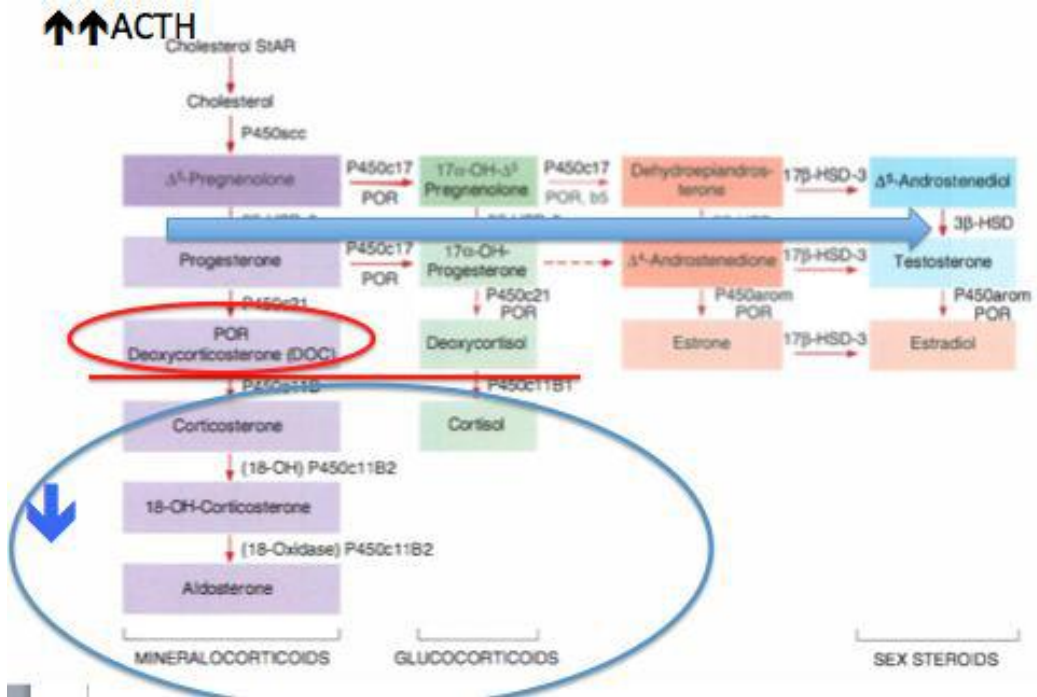 ACTH
Cholesterol StAR
Cholesterol
P450scc
Δ⁵-Pregnenolone
P450c17
POR
17α-OH-Δ⁵
Pregnenolone
P450c17
POR, b5
Dehydroepiandros-
terone
17β-HSD-3
Δ⁵-Androstenediol
3β-HSD
Progesterone
P450c17
POR
17α-OH-
Progesterone
Δ⁴-Androstenedione
17β-HSD-3
Testosterone
P450c21
P450c21
POR
P450arom
POR
P450arom
POR
POR
Deoxycorticosterone (DOC)
Deoxycortisol
Estrone
17β-HSD-3
Estradiol
P450c11B
P450c11B1
Corticosterone
Cortisol
(18-OH) P450c11B2
18-OH-Corticosterone
(18-Oxidase) P450c11B2
Aldosterone
MINERALOCORTICOIDS
GLUCOCORTICOIDS
SEX STEROIDS